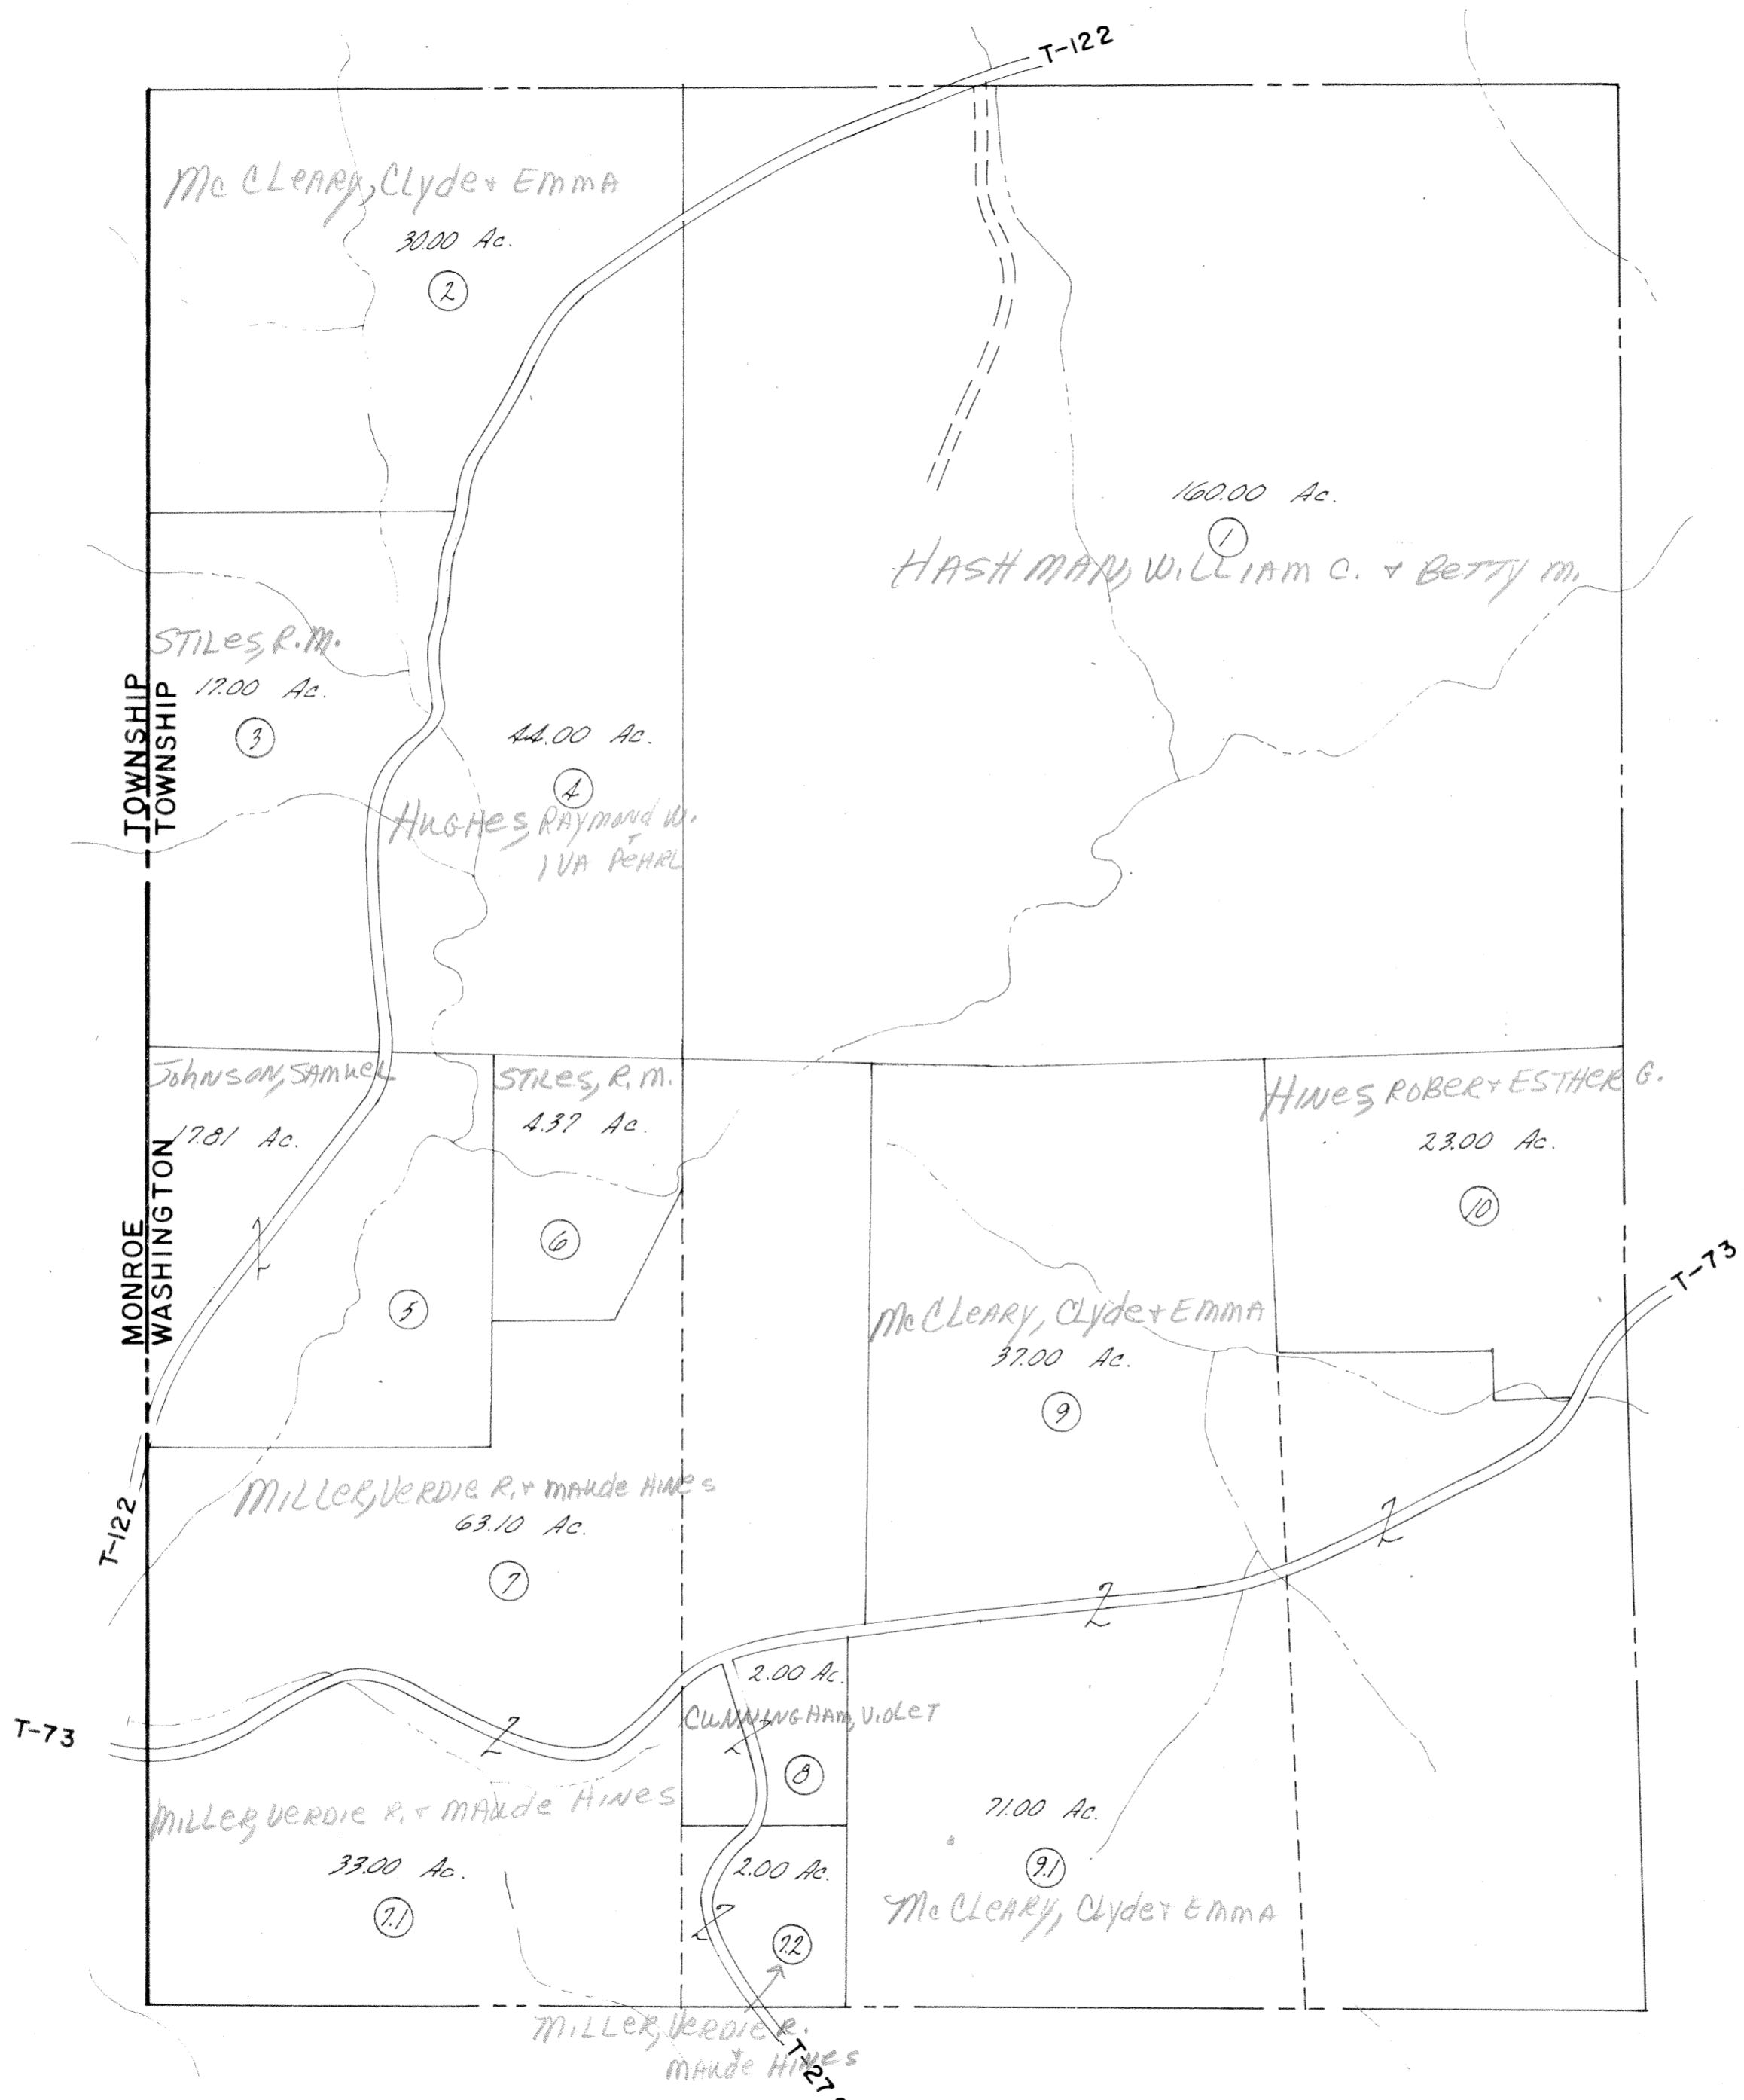 T-122
McCLeARy, Clyde + EmmA
30.00 Ac.
2
160.00 Ac.
1
HASHMAN, WiLLIAm C. + BeTTy m.
STILes, R.M.
17.00 Ac.
3
TOWNSHIP
TOWNSHIP
44.00 Ac.
4
HugHes, RAymond W.
+
IVA PeARL
JohNSoN, SAmueL
17.81 Ac.
STILes, R.M.
4.37 Ac.
HiNes, RoBeR+ ESTHeR G.
23.00 Ac.
10
MONROE
WASHINGTON
6
5
T-73
McCLeARy, CLyde + EmmA
37.00 Ac.
9
MiLLeR, VeRDie R. + mAude HiNes
63.10 Ac.
7
T-122
2.00 Ac.
CuNNiNgHAm, VioLeT
8
T-73
MiLLeR, VeRDie R. + mAude HiNes
33.00 Ac.
7.1
71.00 Ac.
9.1
McCLeARy, Clyde + EmmA
2.00 Ac.
7.2
MiLLeR, VeRDie R.
+
mAude HiNes